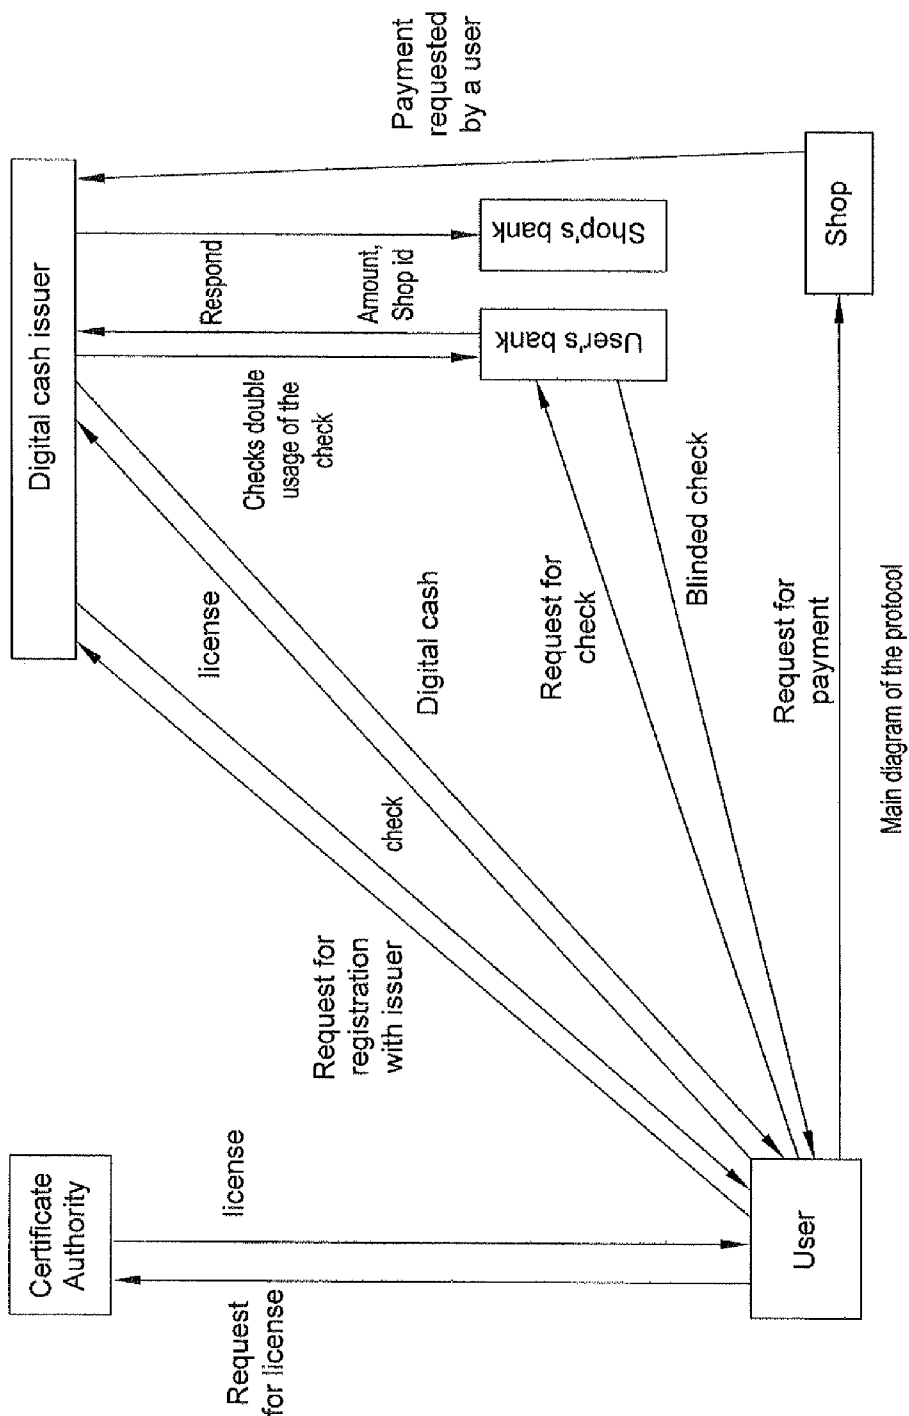 Certificate
Authority
Digital cash issuer
Request
for license
license
Request for
registration
with issuer
license
check
Digital cash
Checks double
usage of the
check
Respond
Amount,
Shop id
Payment
requested
by a user
User's bank
Shop's bank
Request for
check
Blinded check
Request for
payment
User
Shop
Main diagram of the protocol